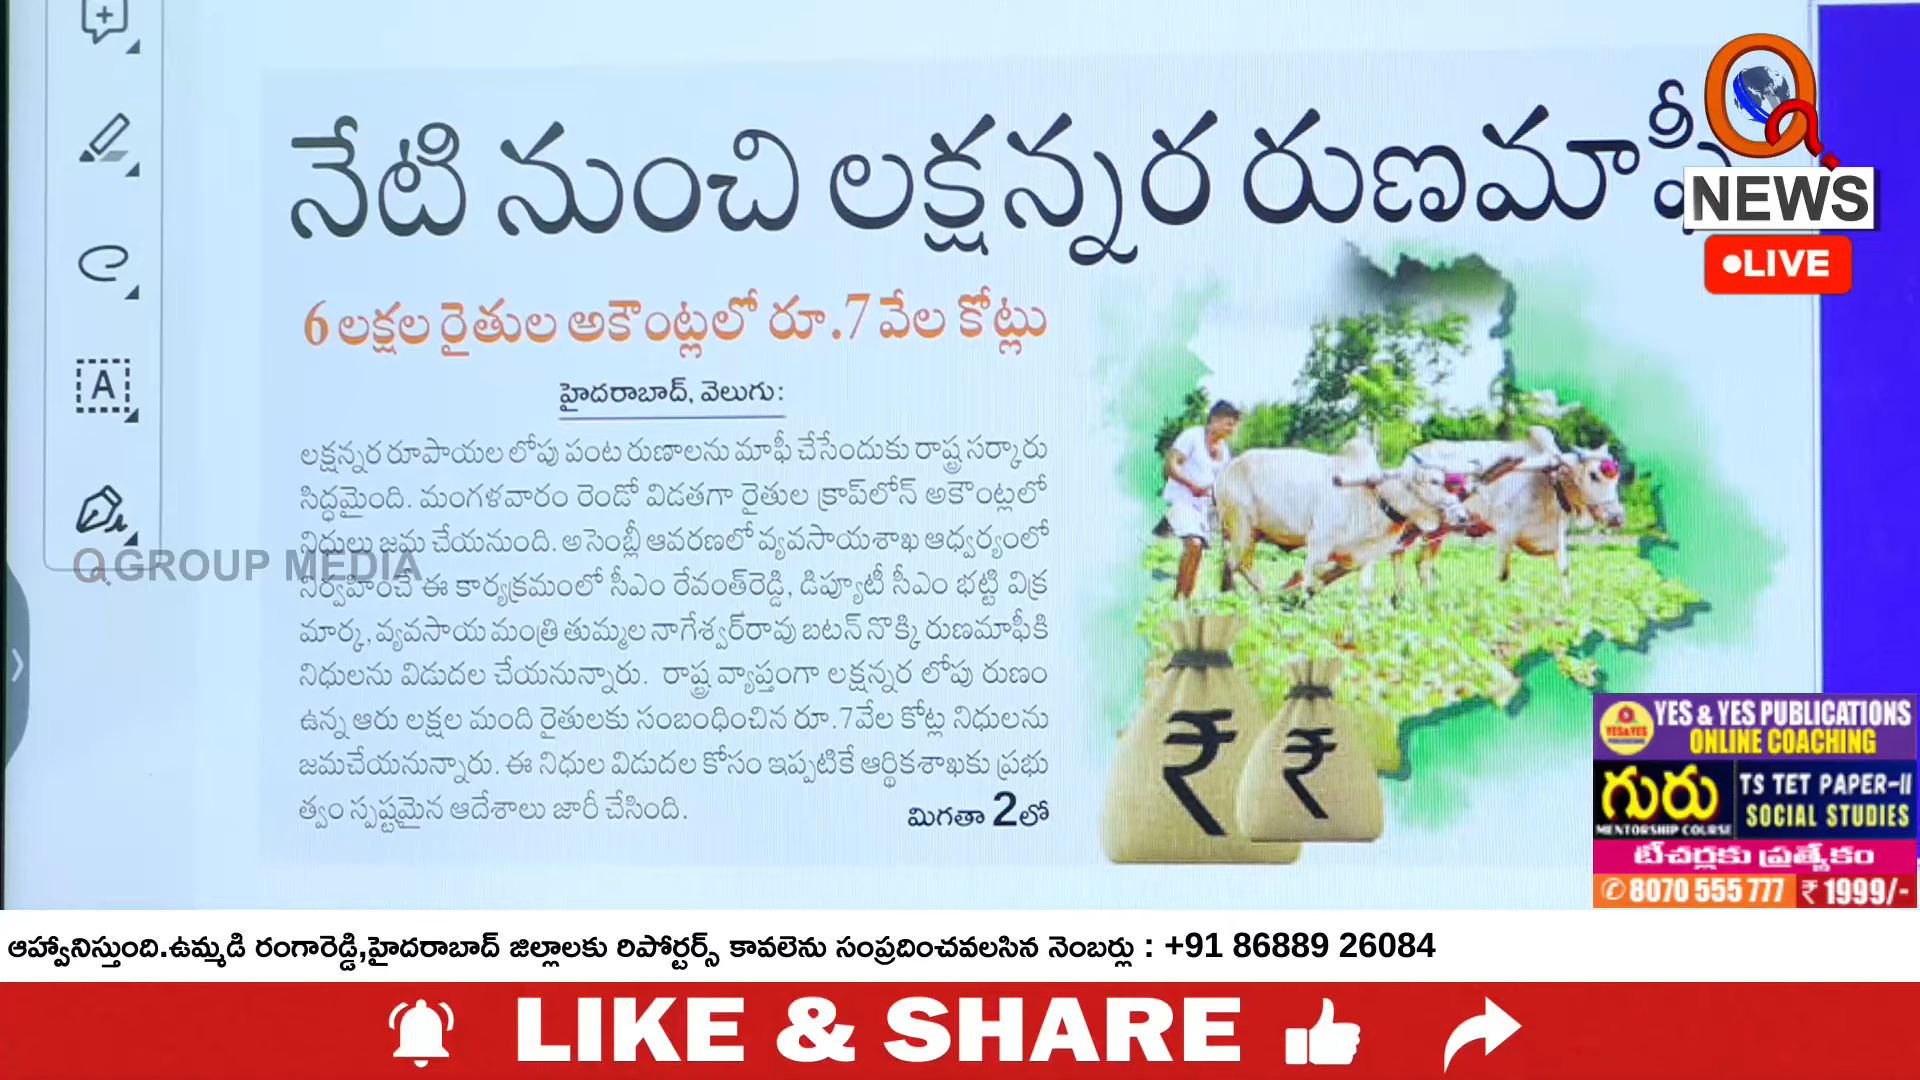 నేటి నుంచి లక్షన్నర రుణమాఫీ
NEWS
LIVE
6 లక్షల రైతుల అకౌంట్లలో రూ.7 వేల కోట్లు
హైదరాబాద్, వెలుగు:
లక్షన్నర రూపాయల లోపు పంట రుణాలను మాఫీ చేసేందుకు రాష్ట్ర సర్కారు
సిద్ధమైంది. మంగళవారం రెండో విడతగా రైతుల క్రాప్‌లోన్ అకౌంట్లలో
నిధులు జమ చేయనుంది. అసెంబ్లీ ఆవరణలో వ్యవసాయశాఖ ఆధ్వర్యంలో
నిర్వహించే ఈ కార్యక్రమంలో సీఎం రేవంత్‌రెడ్డి, డిప్యూటీ సీఎం భట్టి విక్ర
మార్క, వ్యవసాయ మంత్రి తుమ్మల నాగేశ్వర్‌రావు బటన్ నొక్కి రుణమాఫీకి
నిధులను విడుదల చేయనున్నారు. రాష్ట్ర వ్యాప్తంగా లక్షన్నర లోపు రుణం
ఉన్న ఆరు లక్షల మంది రైతులకు సంబంధించిన రూ.7వేల కోట్ల నిధులను
జమచేయనున్నారు. ఈ నిధుల విడుదల కోసం ఇప్పటికే ఆర్థికశాఖకు ప్రభు
త్వం స్పష్టమైన ఆదేశాలు జారీ చేసింది.
మిగతా 2లో
Q GROUP MEDIA
₹ ₹
YES & YES PUBLICATIONS
ONLINE COACHING
గురు
MENTORSHIP COURSE
TS TET PAPER-II
SOCIAL STUDIES
టీచర్లకు ప్రత్యేకం
8070 555 777 ₹ 1999/-
ఆహ్వానిస్తుంది.ఉమ్మడి రంగారెడ్డి,హైదరాబాద్ జిల్లాలకు రిపోర్టర్స్ కావలెను సంప్రదించవలసిన నెంబర్లు : +91 86889 26084
LIKE & SHARE